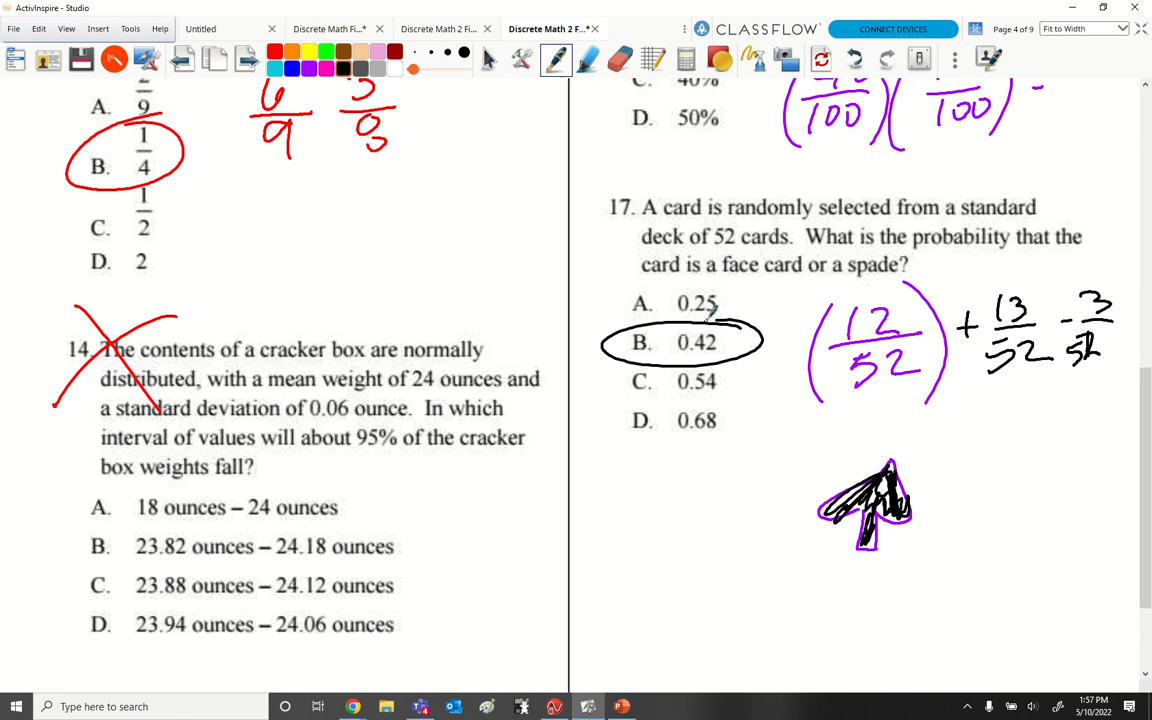 ActivInspire - Studio
File Edit View Insert Tools Help
Untitled
Discrete Math Fi...*
Discrete Math 2 F...*
Discrete Math 2 F...*
CLASSFLOW
CONNECT DEVICES
Page 4 of 9
Fit to Width
A. 9
6
9
1
B. 4
1
C. 2
D. 2
14. The contents of a cracker box are normally
distributed, with a mean weight of 24 ounces and
a standard deviation of 0.06 ounce. In which
interval of values will about 95% of the cracker
box weights fall?
A. 18 ounces – 24 ounces
B. 23.82 ounces – 24.18 ounces
C. 23.88 ounces – 24.12 ounces
D. 23.94 ounces – 24.06 ounces
C. 40%
D. 50%
( 100 ) ( 100 ) =
17. A card is randomly selected from a standard
deck of 52 cards. What is the probability that the
card is a face card or a spade?
A. 0.25
B. 0.42
C. 0.54
D. 0.68
( 12 ) + 13 - 3
52 52 52
Type here to search
1:57 PM
5/10/2022